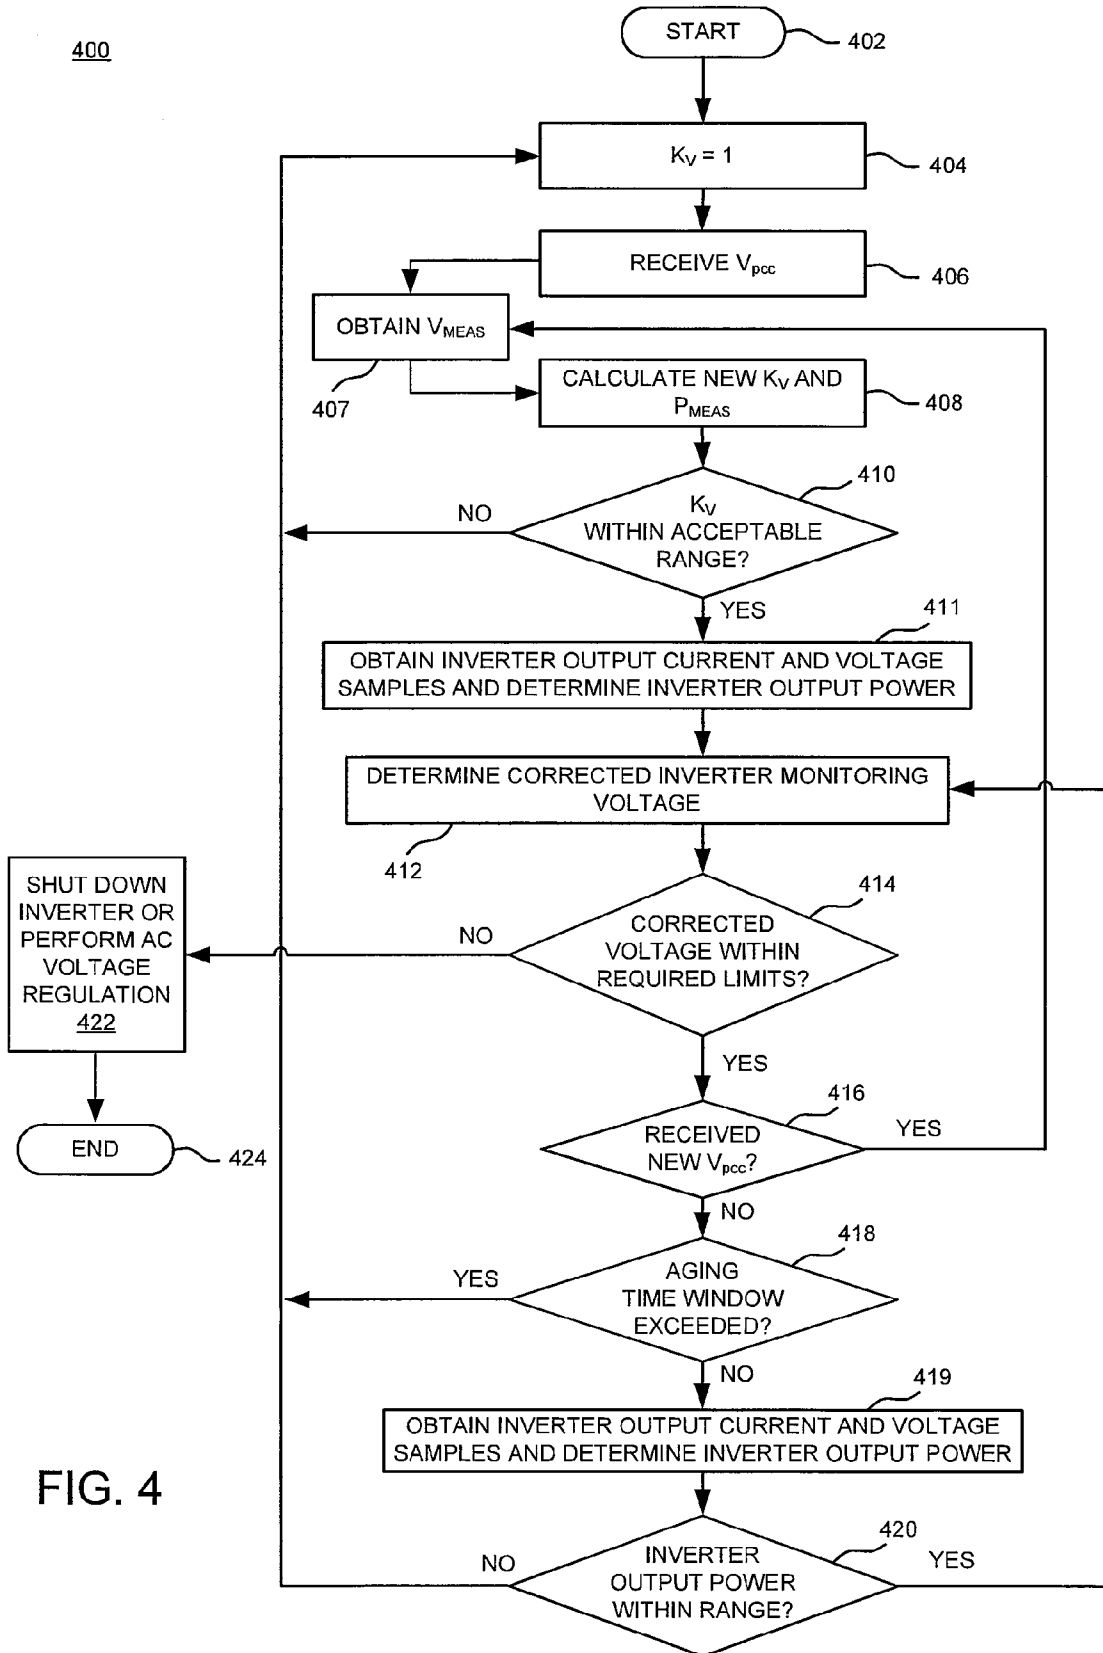 400
START
402
KV = 1
404
RECEIVE Vpcc
406
OBTAIN VMEAS
407
CALCULATE NEW KV AND
PMEAS
408
410
KV
WITHIN ACCEPTABLE
RANGE?
NO
YES
411
OBTAIN INVERTER OUTPUT CURRENT AND VOLTAGE
SAMPLES AND DETERMINE INVERTER OUTPUT POWER
DETERMINE CORRECTED INVERTER MONITORING
VOLTAGE
412
414
CORRECTED
VOLTAGE WITHIN
REQUIRED LIMITS?
NO
SHUT DOWN
INVERTER OR
PERFORM AC
VOLTAGE
REGULATION
422
YES
416
RECEIVED
NEW Vpcc?
YES
END
424
NO
418
AGING
TIME WINDOW
EXCEEDED?
YES
NO
419
OBTAIN INVERTER OUTPUT CURRENT AND VOLTAGE
SAMPLES AND DETERMINE INVERTER OUTPUT POWER
FIG. 4
420
INVERTER
OUTPUT POWER
WITHIN RANGE?
NO
YES